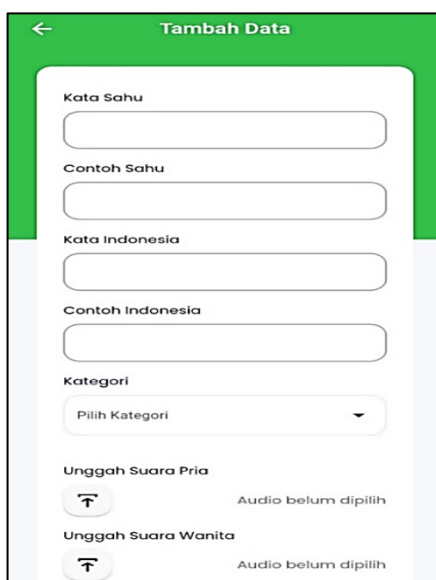 Tambah Data
Kata Sahu
Contoh Sahu
Kata Indonesia
Contoh Indonesia
Kategori
Pilih Kategori
Unggah Suara Pria
Audio belum dipilih
Unggah Suara Wanita
Audio belum dipilih